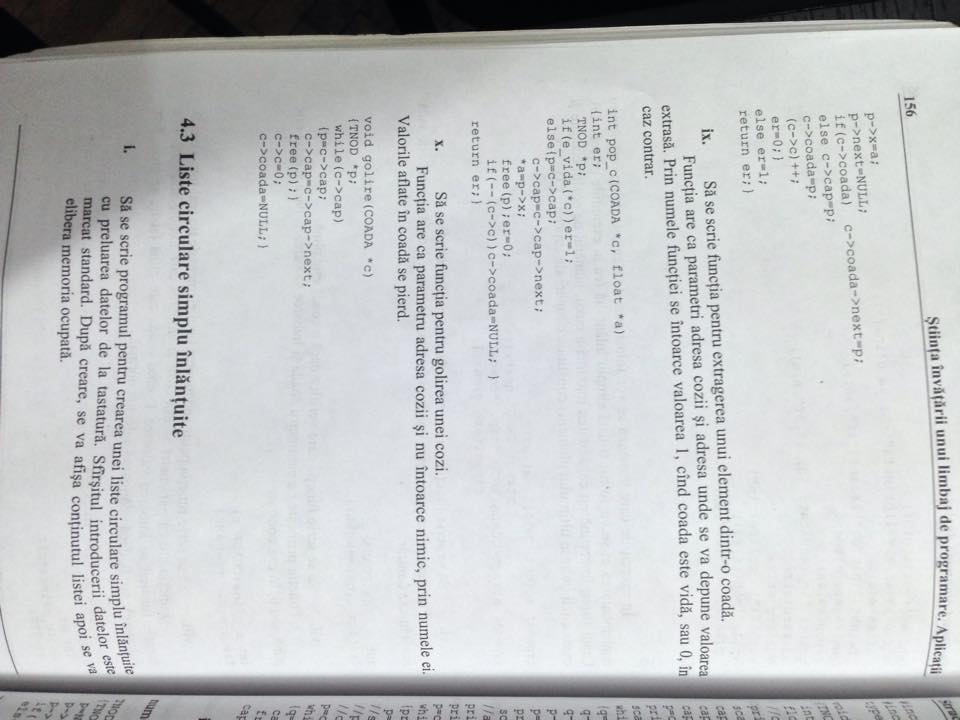 156
Știința învățării unui limbaj de programare. Aplicații
p->x=a;
p->next=NULL;
if(c->coada) c->coada->next=p;
else c->cap=p;
c->coada=p;
(c->c)++;
er=0;}
else er=1;
return er;}
ix. Să se scrie funcția pentru extragerea unui element dintr-o coadă.
Funcția are ca parametri adresa cozii și adresa unde se va depune valoarea
extrasă. Prin numele funcției se întoarce valoarea 1, cînd coada este vidă, sau 0, în
caz contrar.
int pop_c(COADA *c, float *a)
{int er;
TNOD *p;
if(e_vida(*c))er=1;
else{p=c->cap;
c->cap=c->cap->next;
*a=p->x;
free(p);er=0;
if(--(c->c))c->coada=NULL; }
return er;}
x. Să se scrie funcția pentru golirea unei cozi.
Funcția are ca parametru adresa cozii și nu întoarce nimic, prin numele ei.
Valorile aflate în coadă se pierd.
void golire(COADA *c)
{TNOD *p;
while(c->cap)
{p=c->cap;
c->cap=c->cap->next;
free(p);}
c->c=0;
c->coada=NULL;}
4.3 Liste circulare simplu înlănțuite
i. Să se scrie programul pentru crearea unei liste circulare simplu înlănțuite
cu preluarea datelor de la tastatură. Sfîrșitul introducerii datelor este
marcat standard. După creare, se va afișa conținutul listei apoi se va
elibera memoria ocupată.